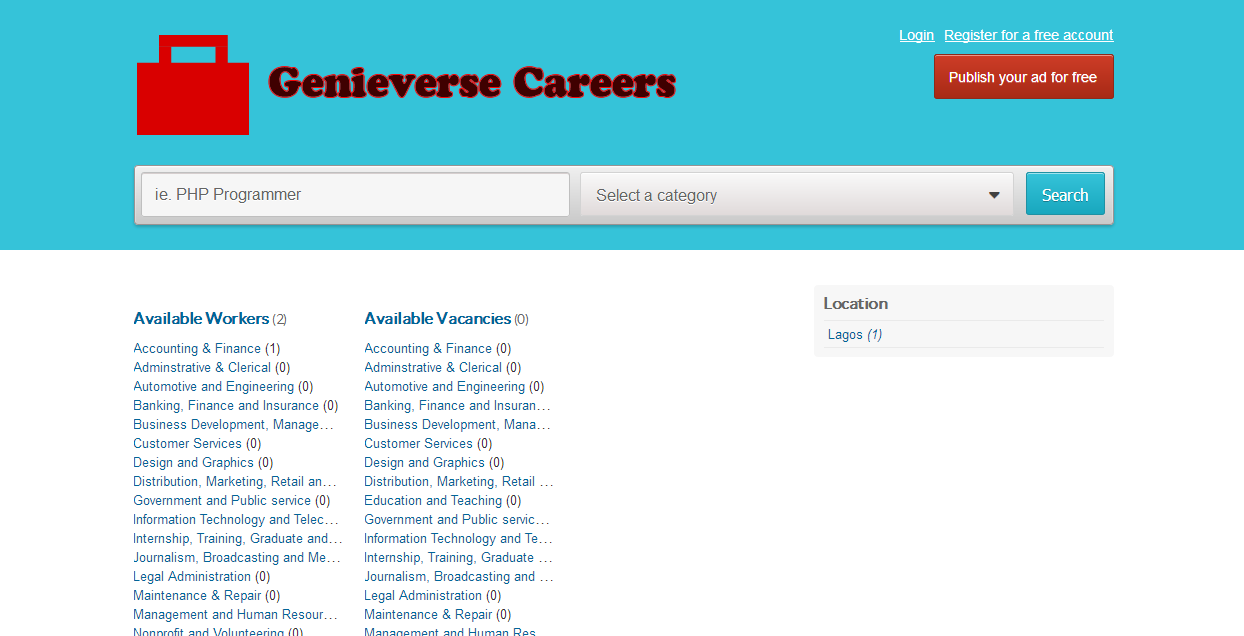 Login Register for a free account
Genieverse Careers
Publish your ad for free
ie. PHP Programmer
Select a category
Search
Available Workers (2)
Accounting & Finance (1)
Adminstrative & Clerical (0)
Automotive and Engineering (0)
Banking, Finance and Insurance (0)
Business Development, Manage…
Customer Services (0)
Design and Graphics (0)
Distribution, Marketing, Retail an…
Government and Public service (0)
Information Technology and Telec…
Internship, Training, Graduate and…
Journalism, Broadcasting and Me…
Legal Administration (0)
Maintenance & Repair (0)
Management and Human Resour…
Nonprofit and Volunteering (0)
Available Vacancies (0)
Accounting & Finance (0)
Adminstrative & Clerical (0)
Automotive and Engineering (0)
Banking, Finance and Insuran…
Business Development, Mana…
Customer Services (0)
Design and Graphics (0)
Distribution, Marketing, Retail …
Education and Teaching (0)
Government and Public servic…
Information Technology and Te…
Internship, Training, Graduate …
Journalism, Broadcasting and …
Legal Administration (0)
Maintenance & Repair (0)
Management and Human Res…
Location
Lagos (1)